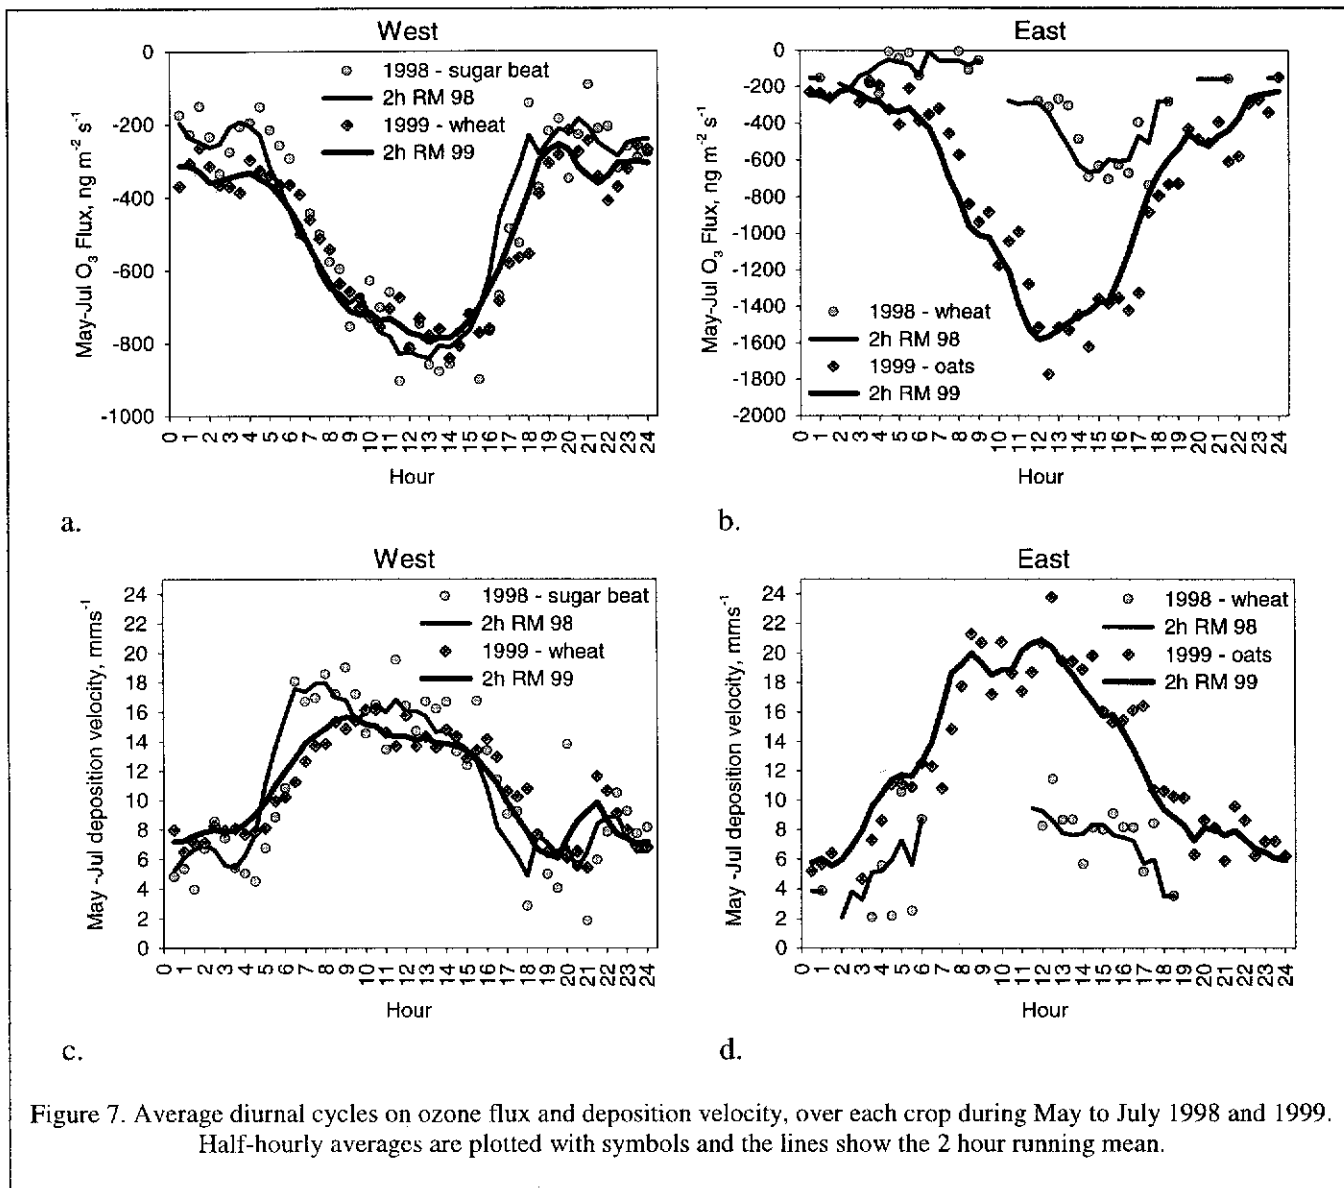 West
0
-200
-400
-600
-800
-1000
May-Jul O₃ Flux, ng m⁻² s⁻¹
1998 - sugar beat
2h RM 98
1999 - wheat
2h RM 99
0 1 2 3 4 5 6 7 8 9 10 11 12 13 14 15 16 17 18 19 20 21 22 23 24
Hour
a.
East
0
-200
-400
-600
-800
-1000
-1200
-1400
-1600
-1800
-2000
May-Jul O₃ Flux, ng m⁻² s⁻¹
1998 - wheat
2h RM 98
1999 - oats
2h RM 99
0 1 2 3 4 5 6 7 8 9 10 11 12 13 14 15 16 17 18 19 20 21 22 23 24
Hour
b.
West
24
22
20
18
16
14
12
10
8
6
4
2
0
May -Jul deposition velocity, mms⁻¹
1998 - sugar beat
2h RM 98
1999 - wheat
2h RM 99
0 1 2 3 4 5 6 7 8 9 10 11 12 13 14 15 16 17 18 19 20 21 22 23 24
Hour
c.
East
24
22
20
18
16
14
12
10
8
6
4
2
0
May -Jul deposition velocity, mms⁻¹
1998 - wheat
2h RM 98
1999 - oats
2h RM 99
0 1 2 3 4 5 6 7 8 9 10 11 12 13 14 15 16 17 18 19 20 21 22 23 24
Hour
d.
Figure 7. Average diurnal cycles on ozone flux and deposition velocity, over each crop during May to July 1998 and 1999.
Half-hourly averages are plotted with symbols and the lines show the 2 hour running mean.